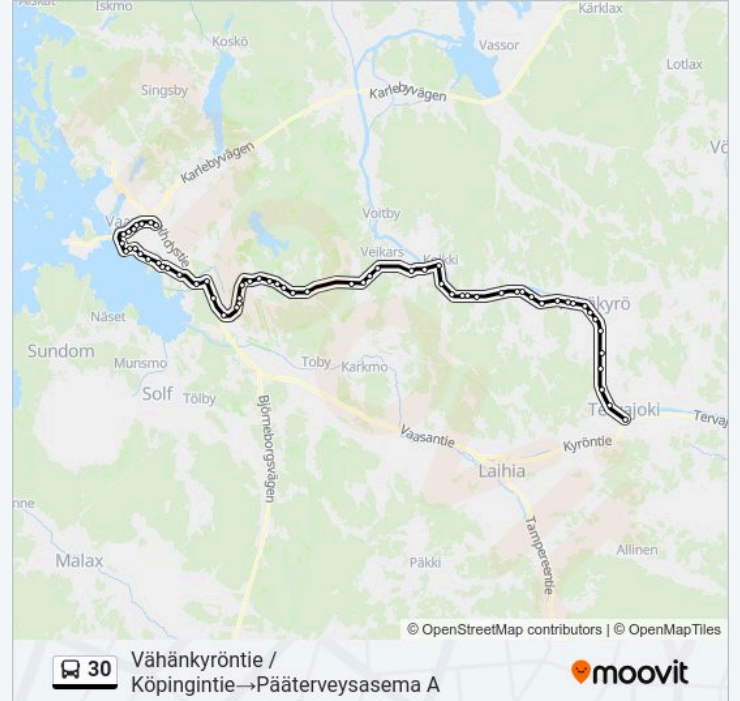 Iskmo
Kärklax
Koskö
Vassor
Lotlax
Singsby
Karlebyvägen
Karlebyvägen
Voitby
Veikars
Näset
Sundom
Munsmo
Toby
Karkmo
Solf
Tölby
Björneborgsvägen
Vaasantie
Kyröntie
Laihia
Tampereentie
Malax
Päkki
Allinen
© OpenStreetMap contributors | © OpenMapTiles
30
Vähänkyröntie /
Köpingintie→Pääterveysasema A
moovit